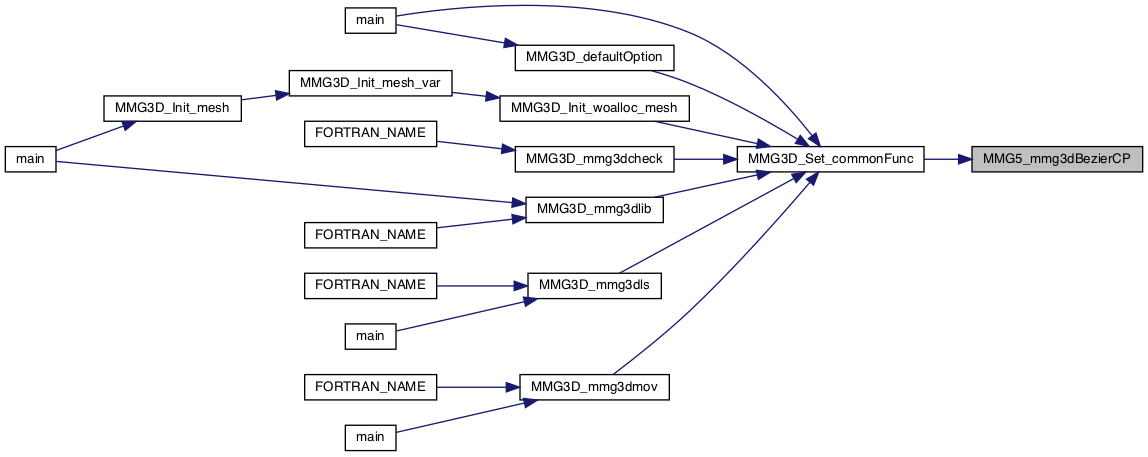 main
MMG3D_defaultOption
MMG3D_Init_mesh_var
MMG3D_Init_mesh
MMG3D_Init_woalloc_mesh
FORTRAN_NAME
main
MMG3D_mmg3dcheck
MMG3D_Set_commonFunc
MMG5_mmg3dBezierCP
MMG3D_mmg3dlib
FORTRAN_NAME
FORTRAN_NAME
MMG3D_mmg3dls
main
FORTRAN_NAME
MMG3D_mmg3dmov
main